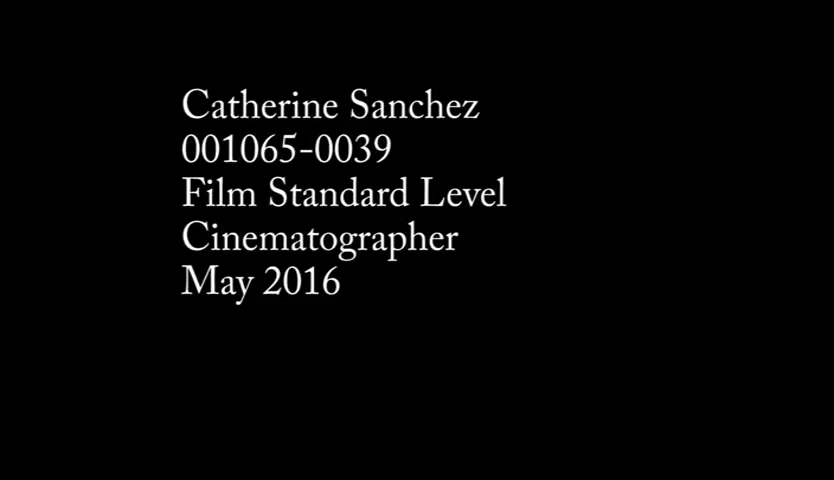 Catherine Sanchez
001065-0039
Film Standard Level
Cinematographer
May 2016